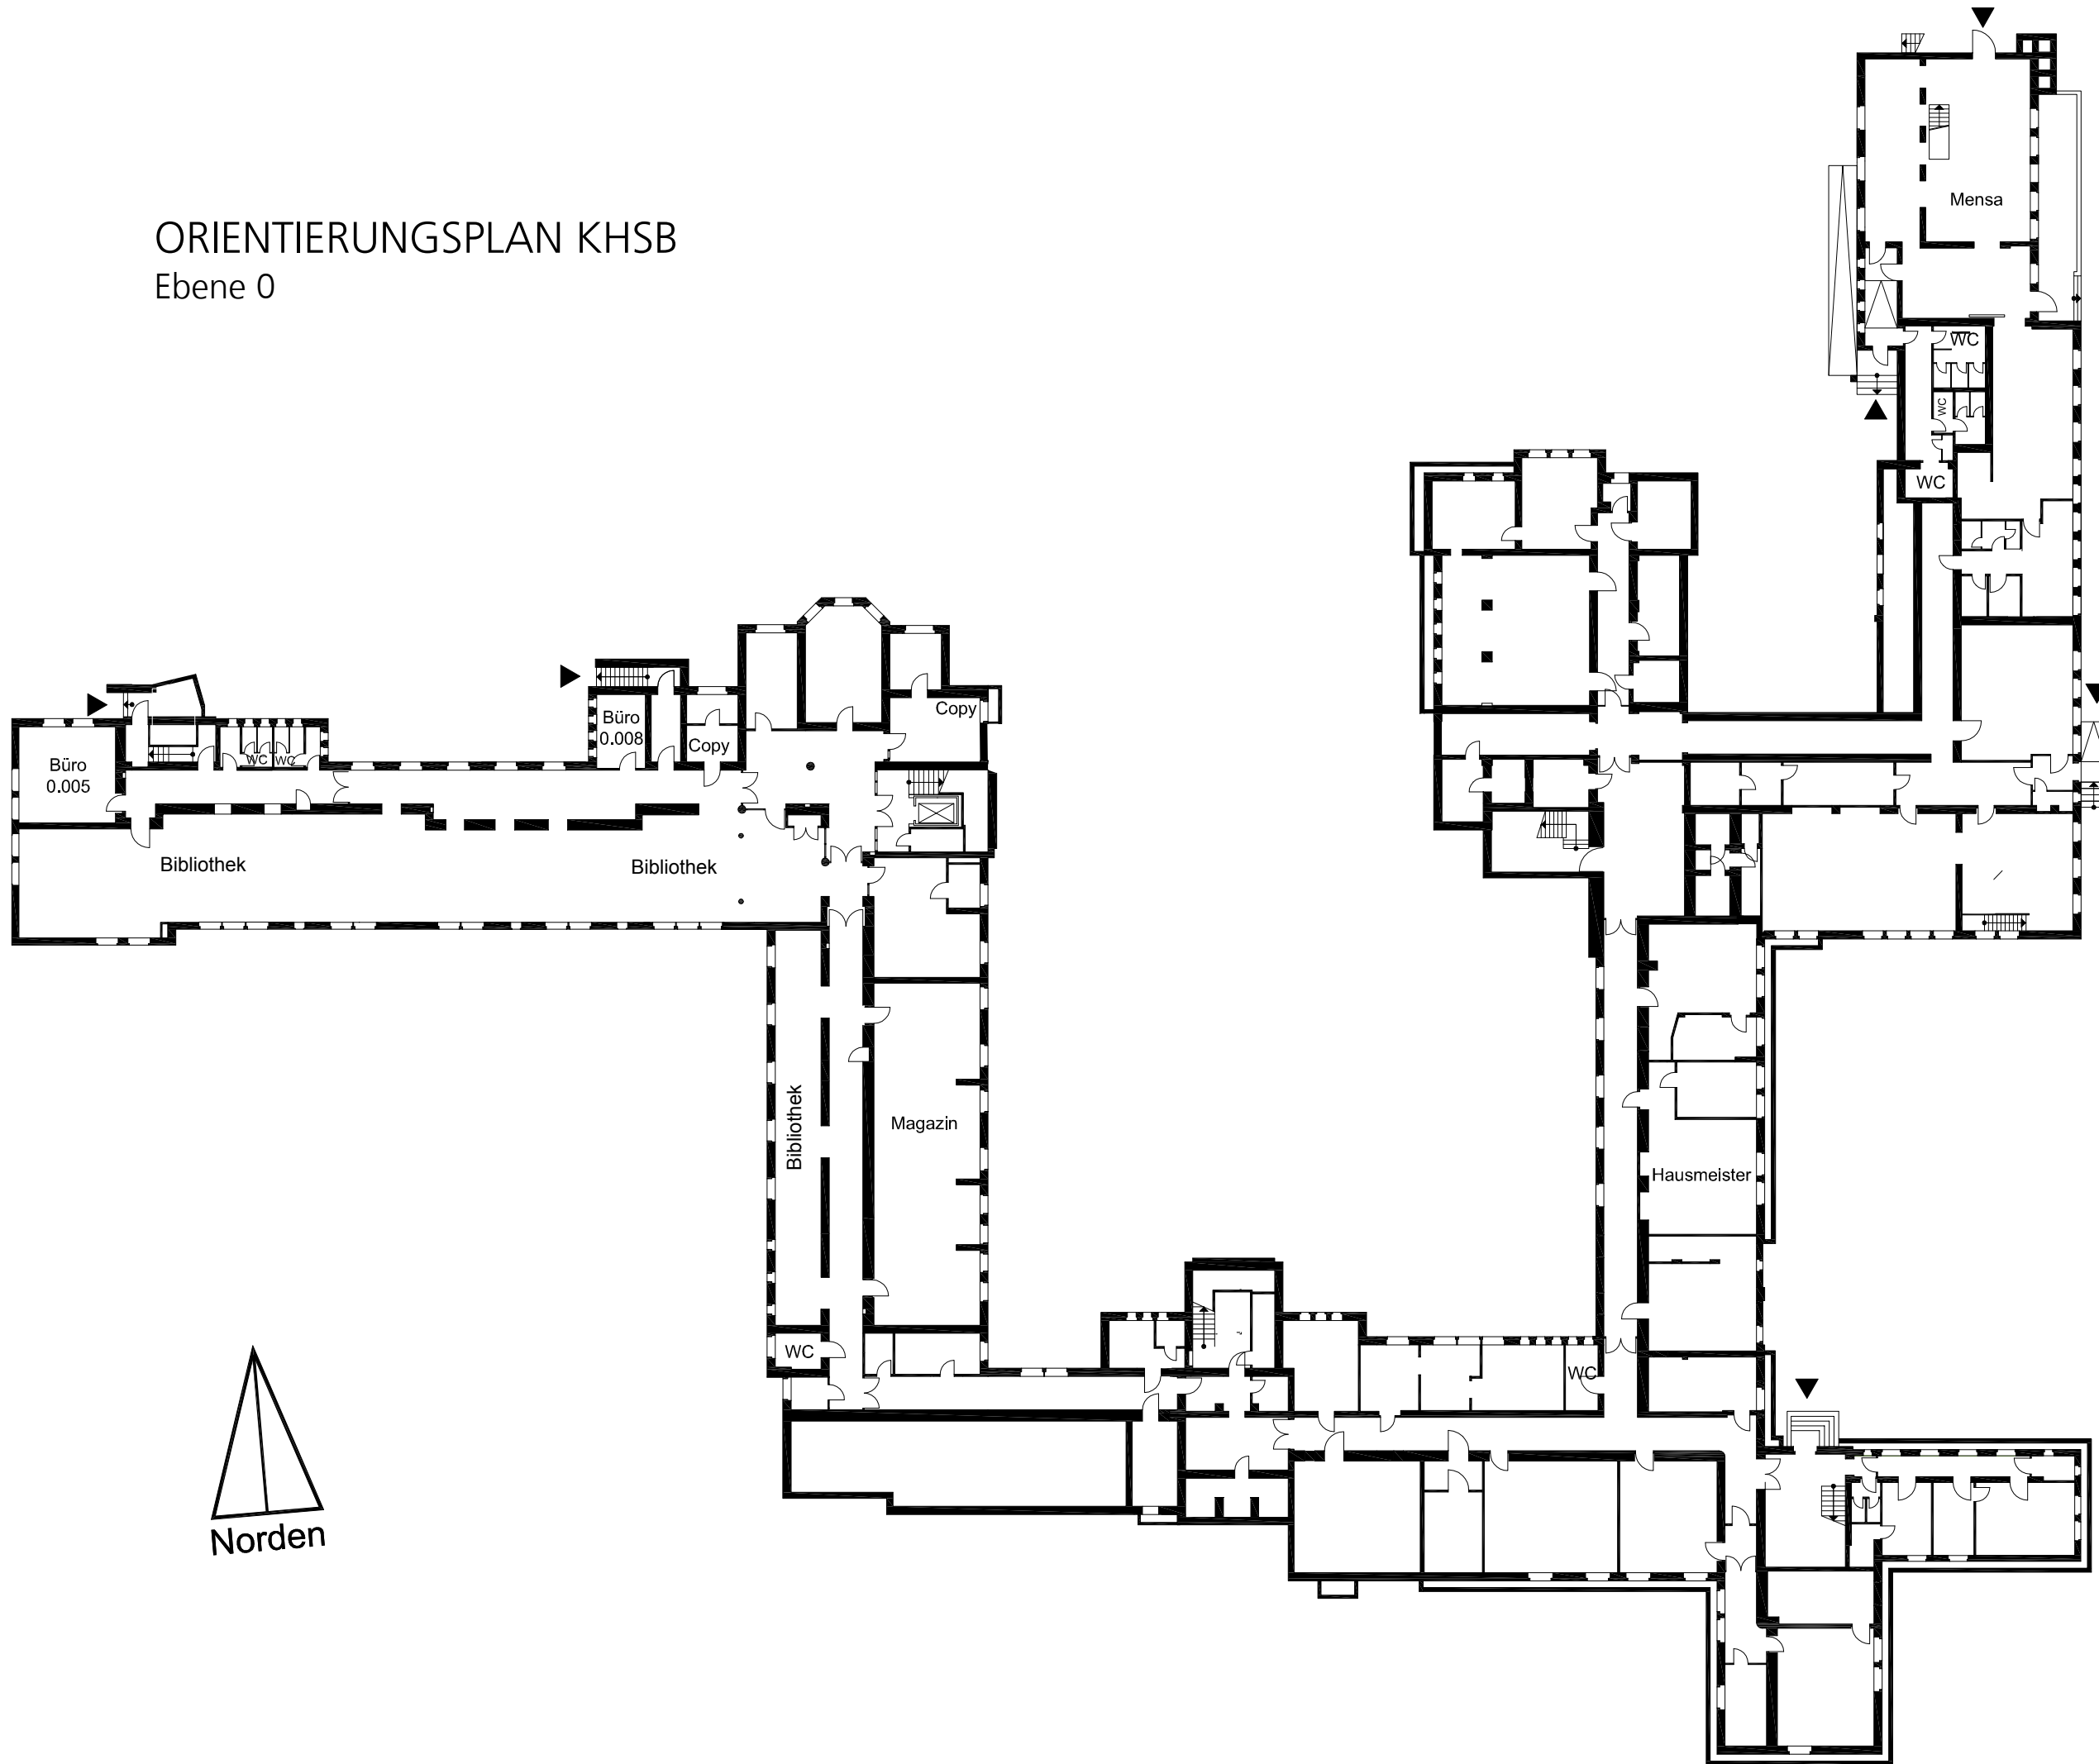 ORIENTIERUNGSPLAN KHSB
Ebene 0
Mensa
WC
WC
WC
Büro
0.008
Copy
Copy
Büro
0.005
WC
WC
Bibliothek
Bibliothek
Bibliothek
Magazin
Hausmeister
WC
WC
Norden